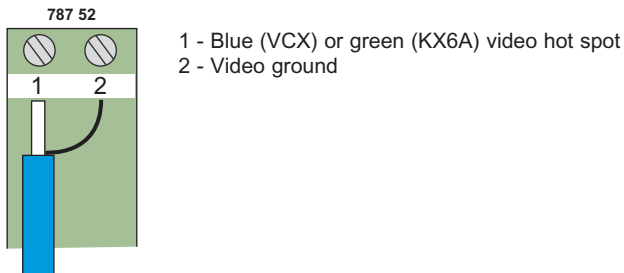 787 52
1 - Blue (VCX) or green (KX6A) video hot spot
2 - Video ground
1 2